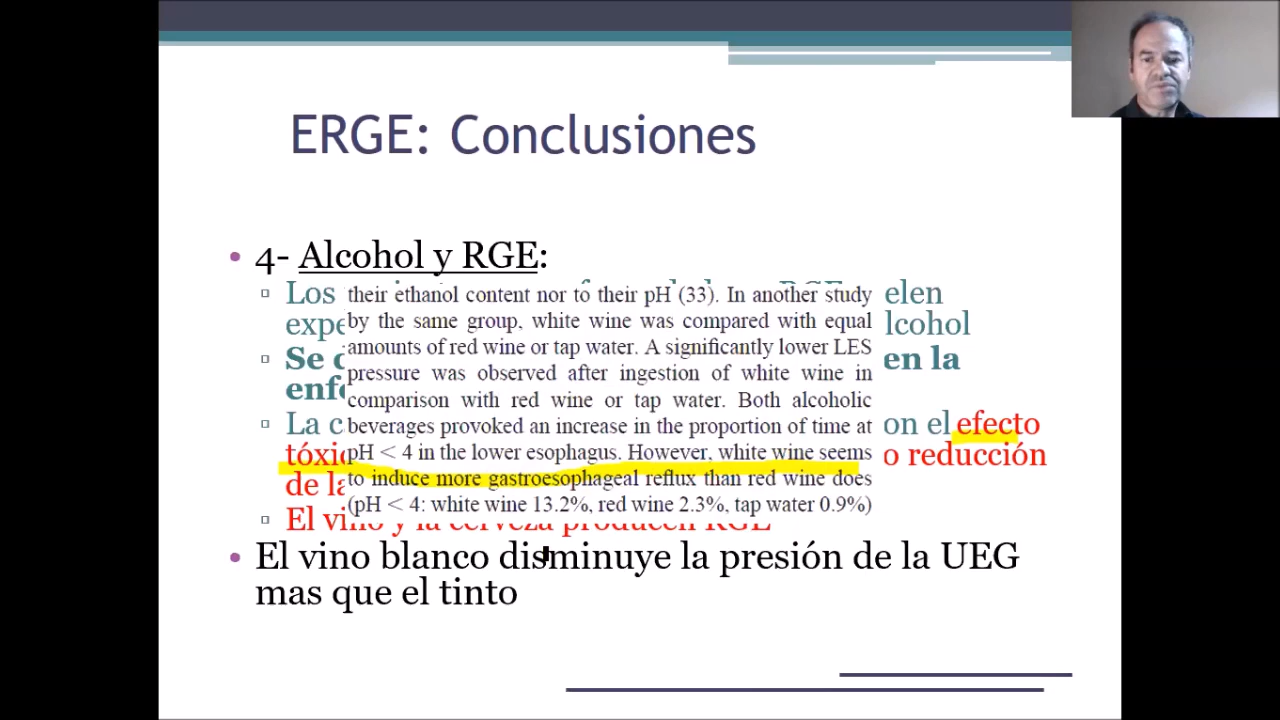 ERGE: Conclusiones
• 4- Alcohol y RGE:
Los
elen
lcohol
en la
La
on el efecto
o reducción
de
their ethanol content nor to their pH (33). In another study
by the same group, white wine was compared with equal
amounts of red wine or tap water. A significantly lower LES
pressure was observed after ingestion of white wine in
comparison with red wine or tap water. Both alcoholic
beverages provoked an increase in the proportion of time at
pH < 4 in the lower esophagus. However, white wine seems
to induce more gastroesophageal reflux than red wine does
(pH < 4: white wine 13.2%, red wine 2.3%, tap water 0.9%)
El vino y la cerveza producen RGE
• El vino blanco disminuye la presión de la UEG
mas que el tinto